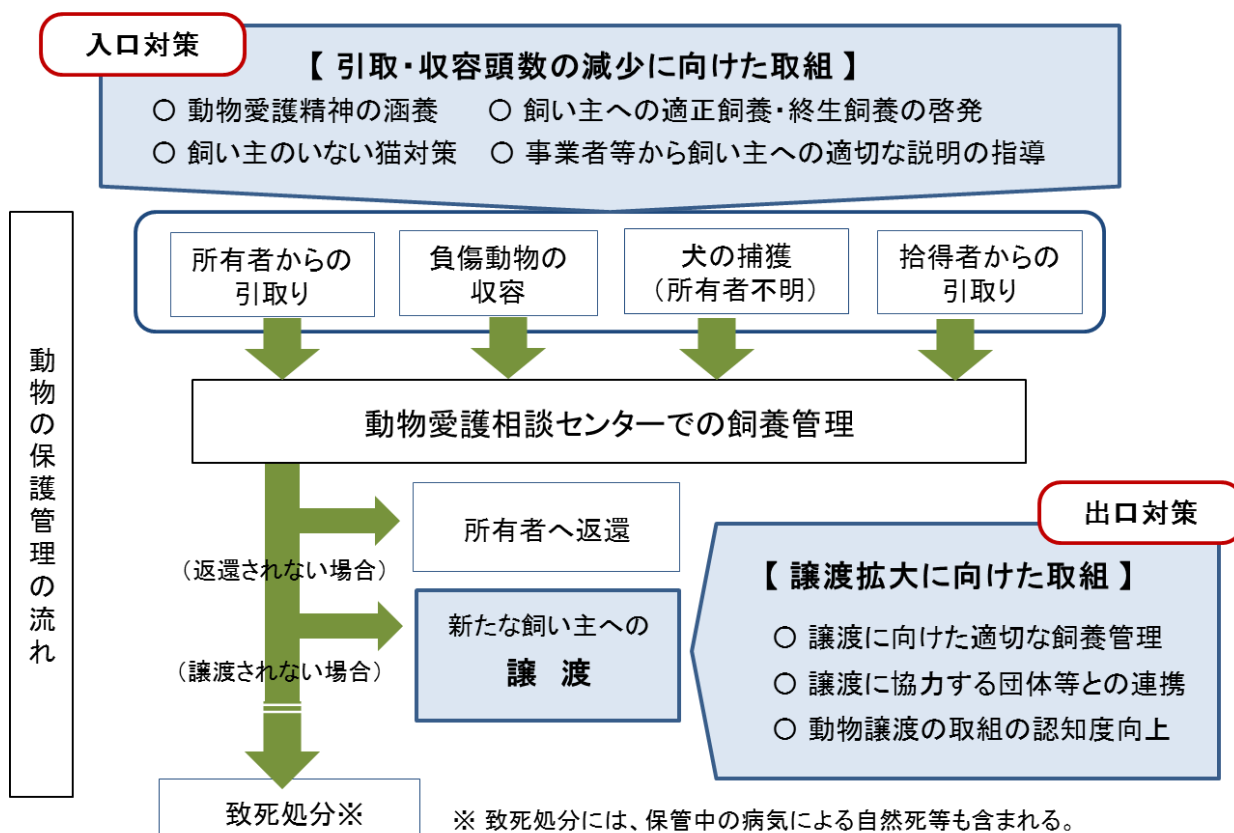 入口対策
【 引取・収容頭数の減少に向けた取組 】
○ 動物愛護精神の涵養 ○ 飼い主への適正飼養・終生飼養の啓発
○ 飼い主のいない猫対策 ○ 事業者等から飼い主への適切な説明の指導
動物の保護管理の流れ
所有者からの
引取り
負傷動物の
収容
犬の捕獲
（所有者不明）
拾得者からの
引取り
動物愛護相談センターでの飼養管理
所有者へ返還
（返還されない場合）
新たな飼い主への
譲 渡
（譲渡されない場合）
出口対策
【 譲渡拡大に向けた取組 】
○ 譲渡に向けた適切な飼養管理
○ 譲渡に協力する団体等との連携
○ 動物譲渡の取組の認知度向上
致死処分※
※ 致死処分には、保管中の病気による自然死等も含まれる。